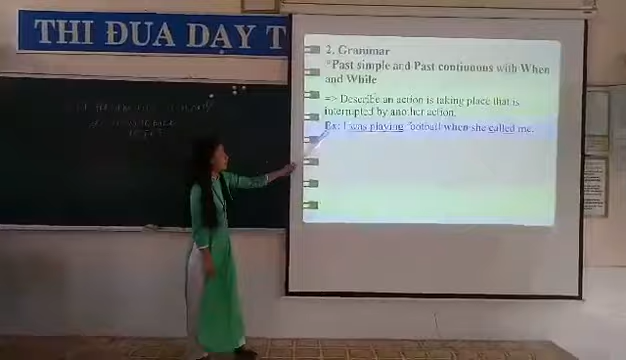 THI ĐUA DẠY T
2. Grammar
*Past simple and Past continuous with When
and While
=> Describe an action is taking place that is
interrupted by another action.
Ex: I was playing football when she called me.